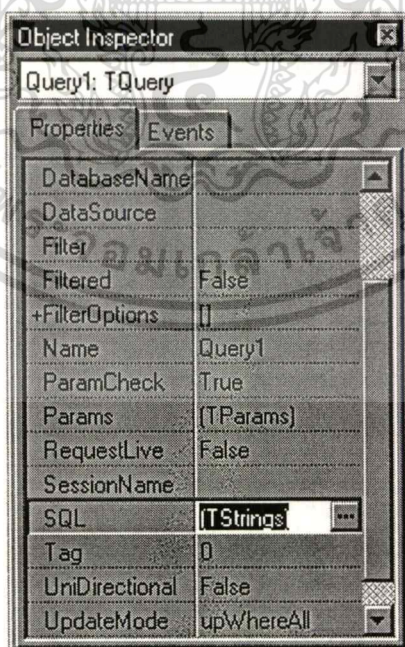 Object Inspector
Query1: TQuery
Properties Events
DatabaseName
DataSource
Filter
Filtered False
+FilterOptions []
Name Query1
ParamCheck True
Params (TParams)
RequestLive False
SessionName
SQL (TStrings) ...
Tag 0
UniDirectional False
UpdateMode upWhereAll